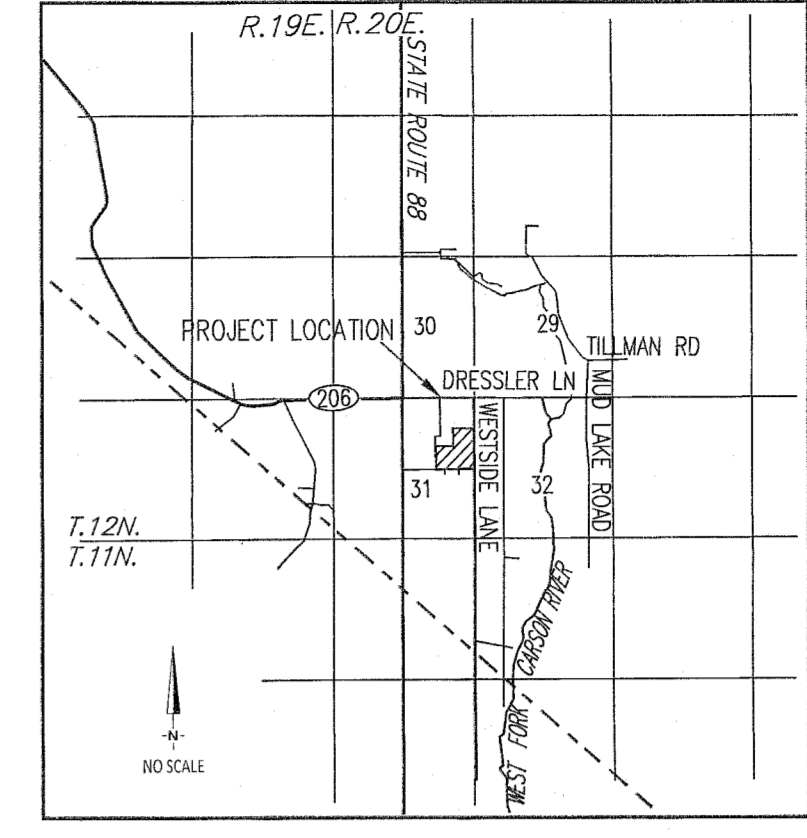 R.19E. R.20E.
STATE ROUTE 88
PROJECT LOCATION
30
29
TILLMAN RD
DRESSLER LN
206
MUD LAKE ROAD
WESTSIDE LANE
31
32
T.12N.
T.11N.
WEST FORK CARSON RIVER
-N-
NO SCALE